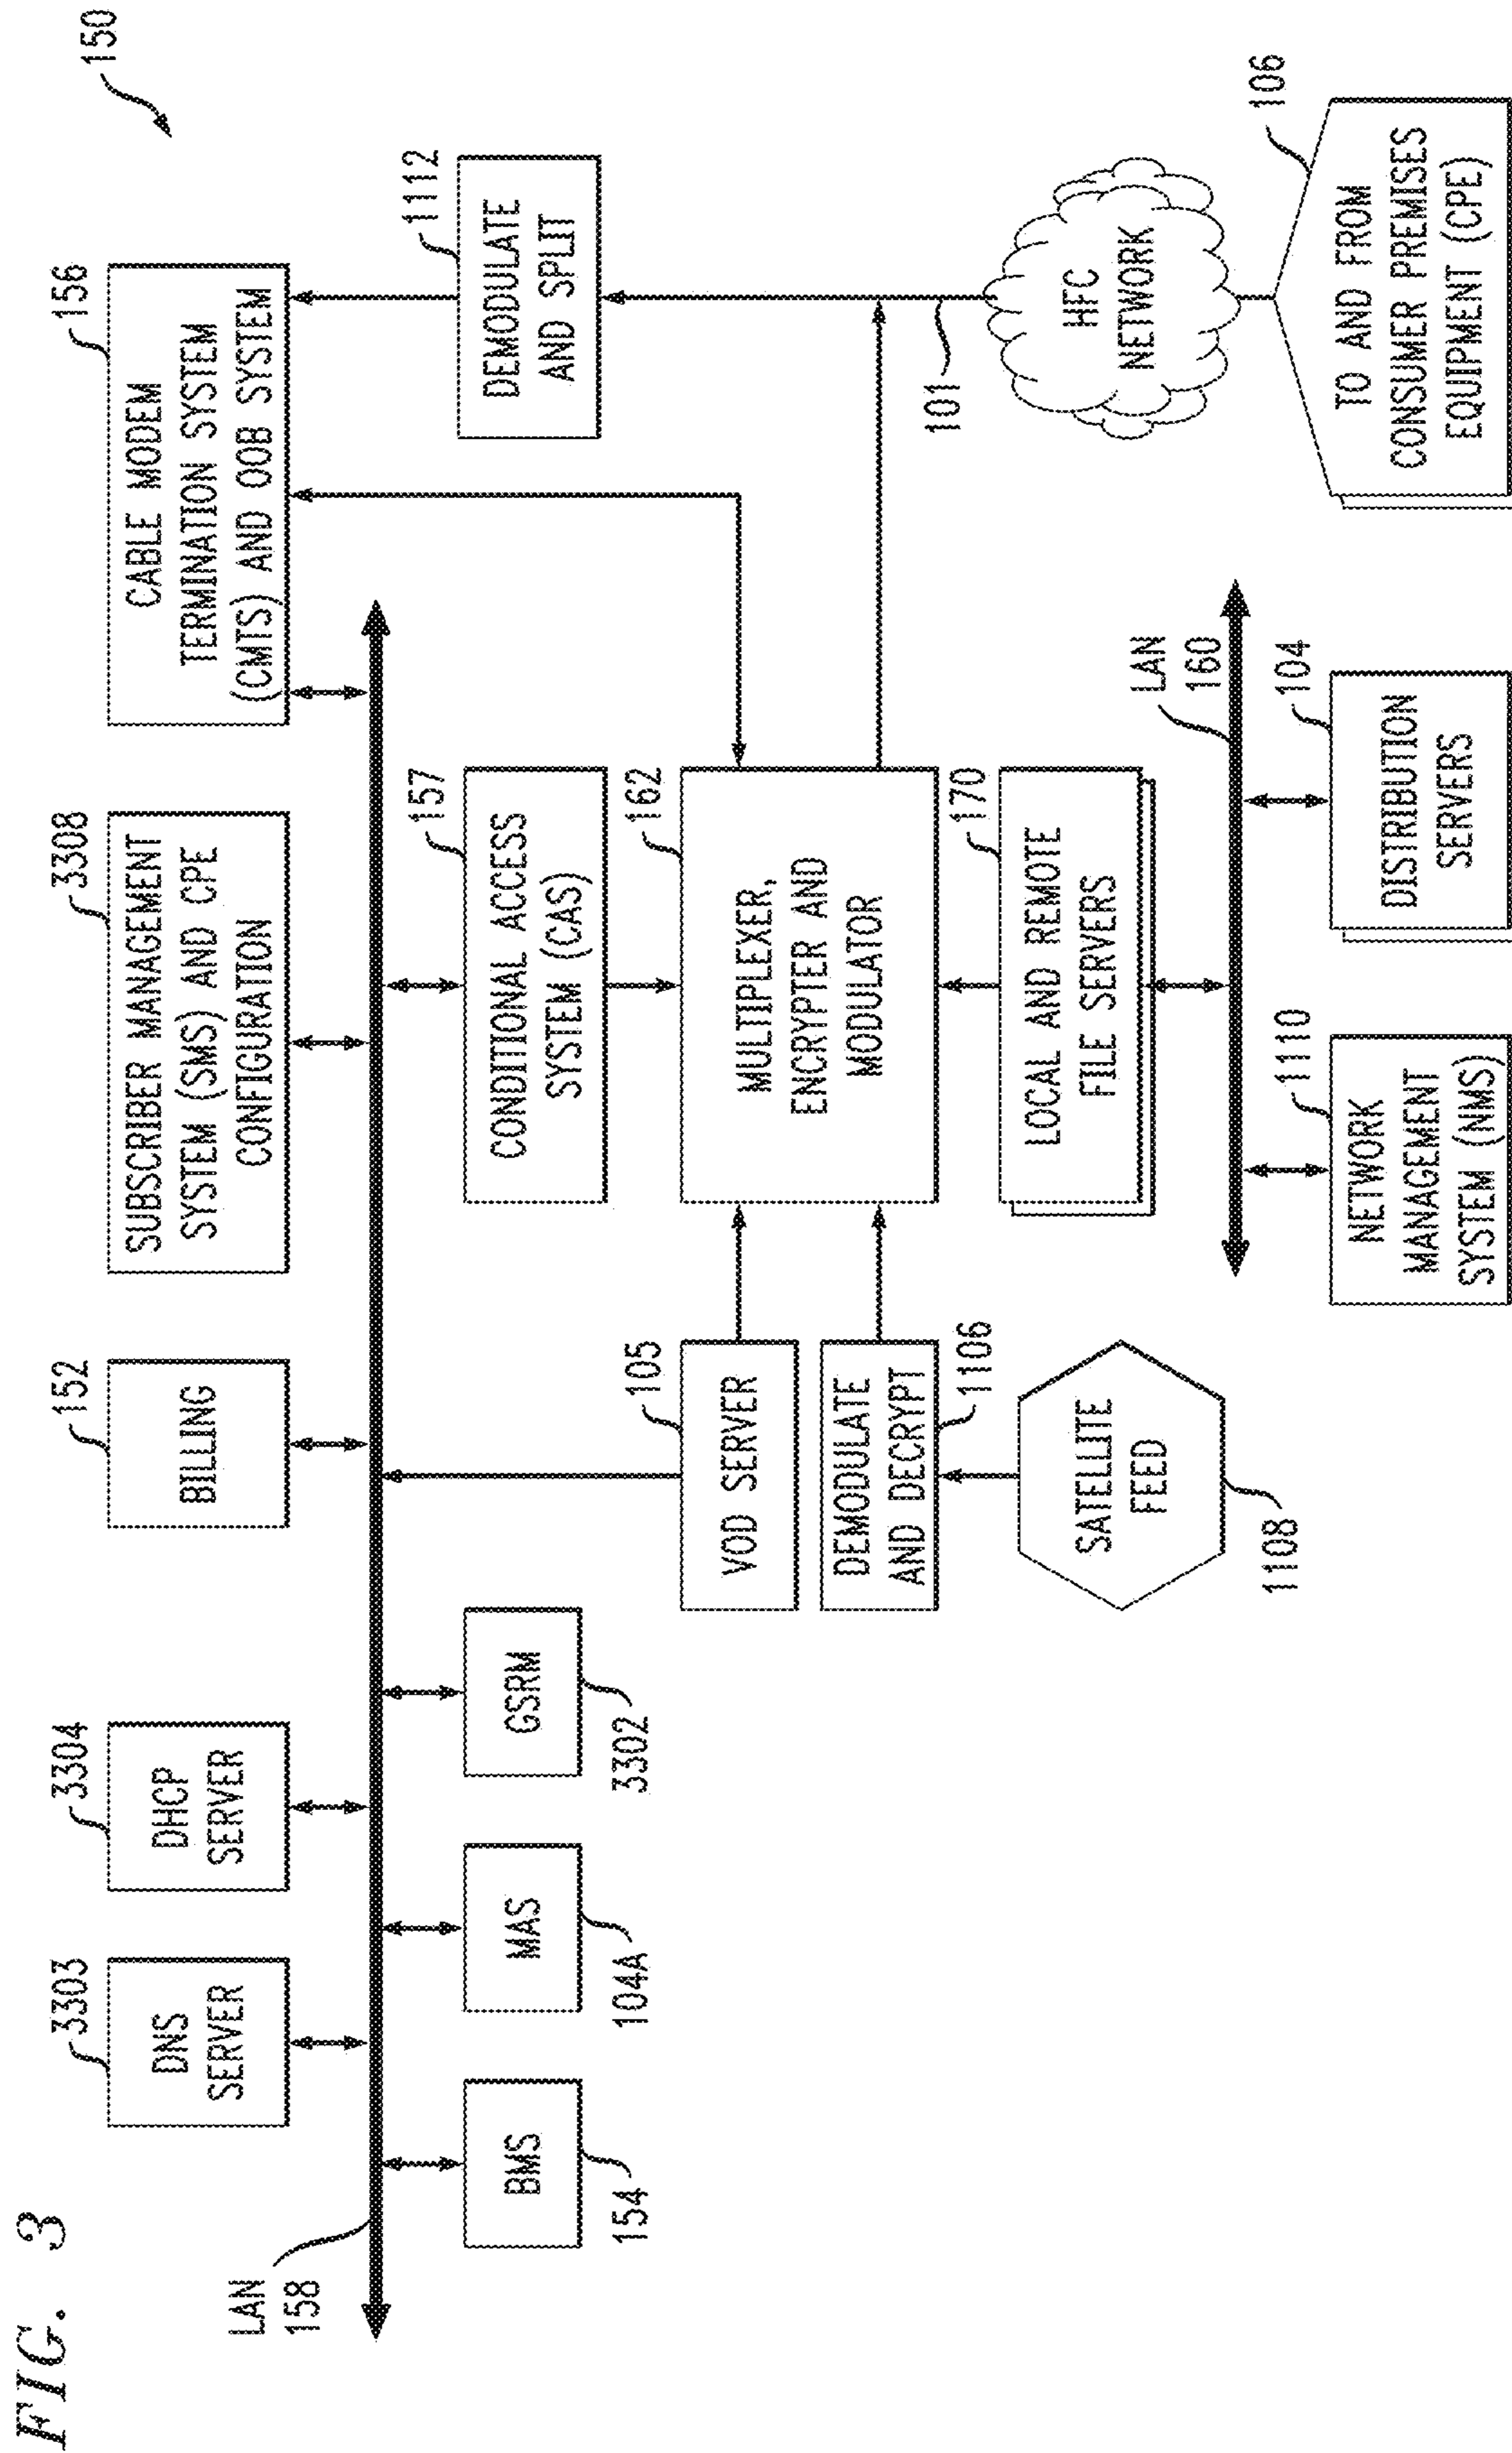 FIG. 3
150
3303
DNS
SERVER
3304
DHCP
SERVER
152
BILLING
3308
SUBSCRIBER MANAGEMENT
SYSTEM (SMS) AND CPE
CONFIGURATION
156
CABLE MODEM
TERMINATION SYSTEM
(CMTS) AND OOB SYSTEM
LAN
158
BMS
154
MAS
104A
GSRM
3302
157
CONDITIONAL ACCESS
SYSTEM (CAS)
1112
DEMODULATE
AND SPLIT
105
VOD SERVER
162
MULTIPLEXER,
ENCRYPTER AND
MODULATOR
DEMODULATE
AND DECRYPT
1106
101
SATELLITE
FEED
1108
170
LOCAL AND REMOTE
FILE SERVERS
HFC
NETWORK
LAN
160
1110
NETWORK
MANAGEMENT
SYSTEM (NMS)
104
DISTRIBUTION
SERVERS
106
TO AND FROM
CONSUMER PREMISES
EQUIPMENT (CPE)